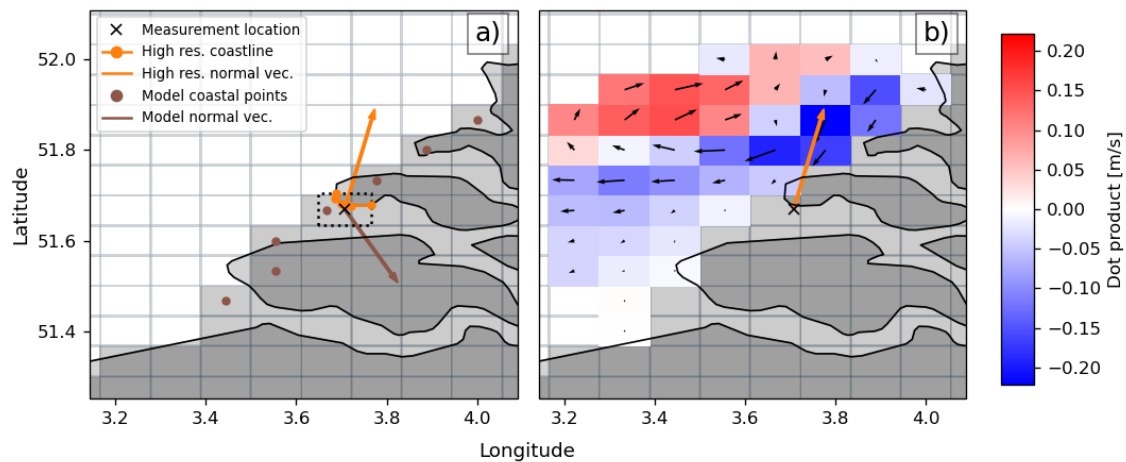 a)
Measurement location
High res. coastline
High res. normal vec.
Model coastal points
Model normal vec.
52.0
51.8
51.6
51.4
Latitude
3.2 3.4 3.6 3.8 4.0
b)
3.2 3.4 3.6 3.8 4.0
Longitude
0.20
0.15
0.10
0.05
0.00
−0.05
−0.10
−0.15
−0.20
Dot product [m/s]